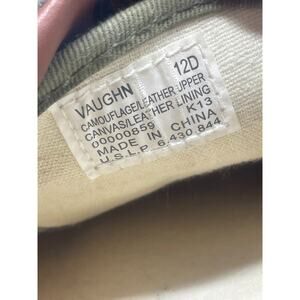 VAUGHN 12D
CAMOUFLAGE/LEATHER UPPER
CANVAS/LEATHER LINING
00000859 K13
MADE IN CHINA
U.S.L.P 6.430.844